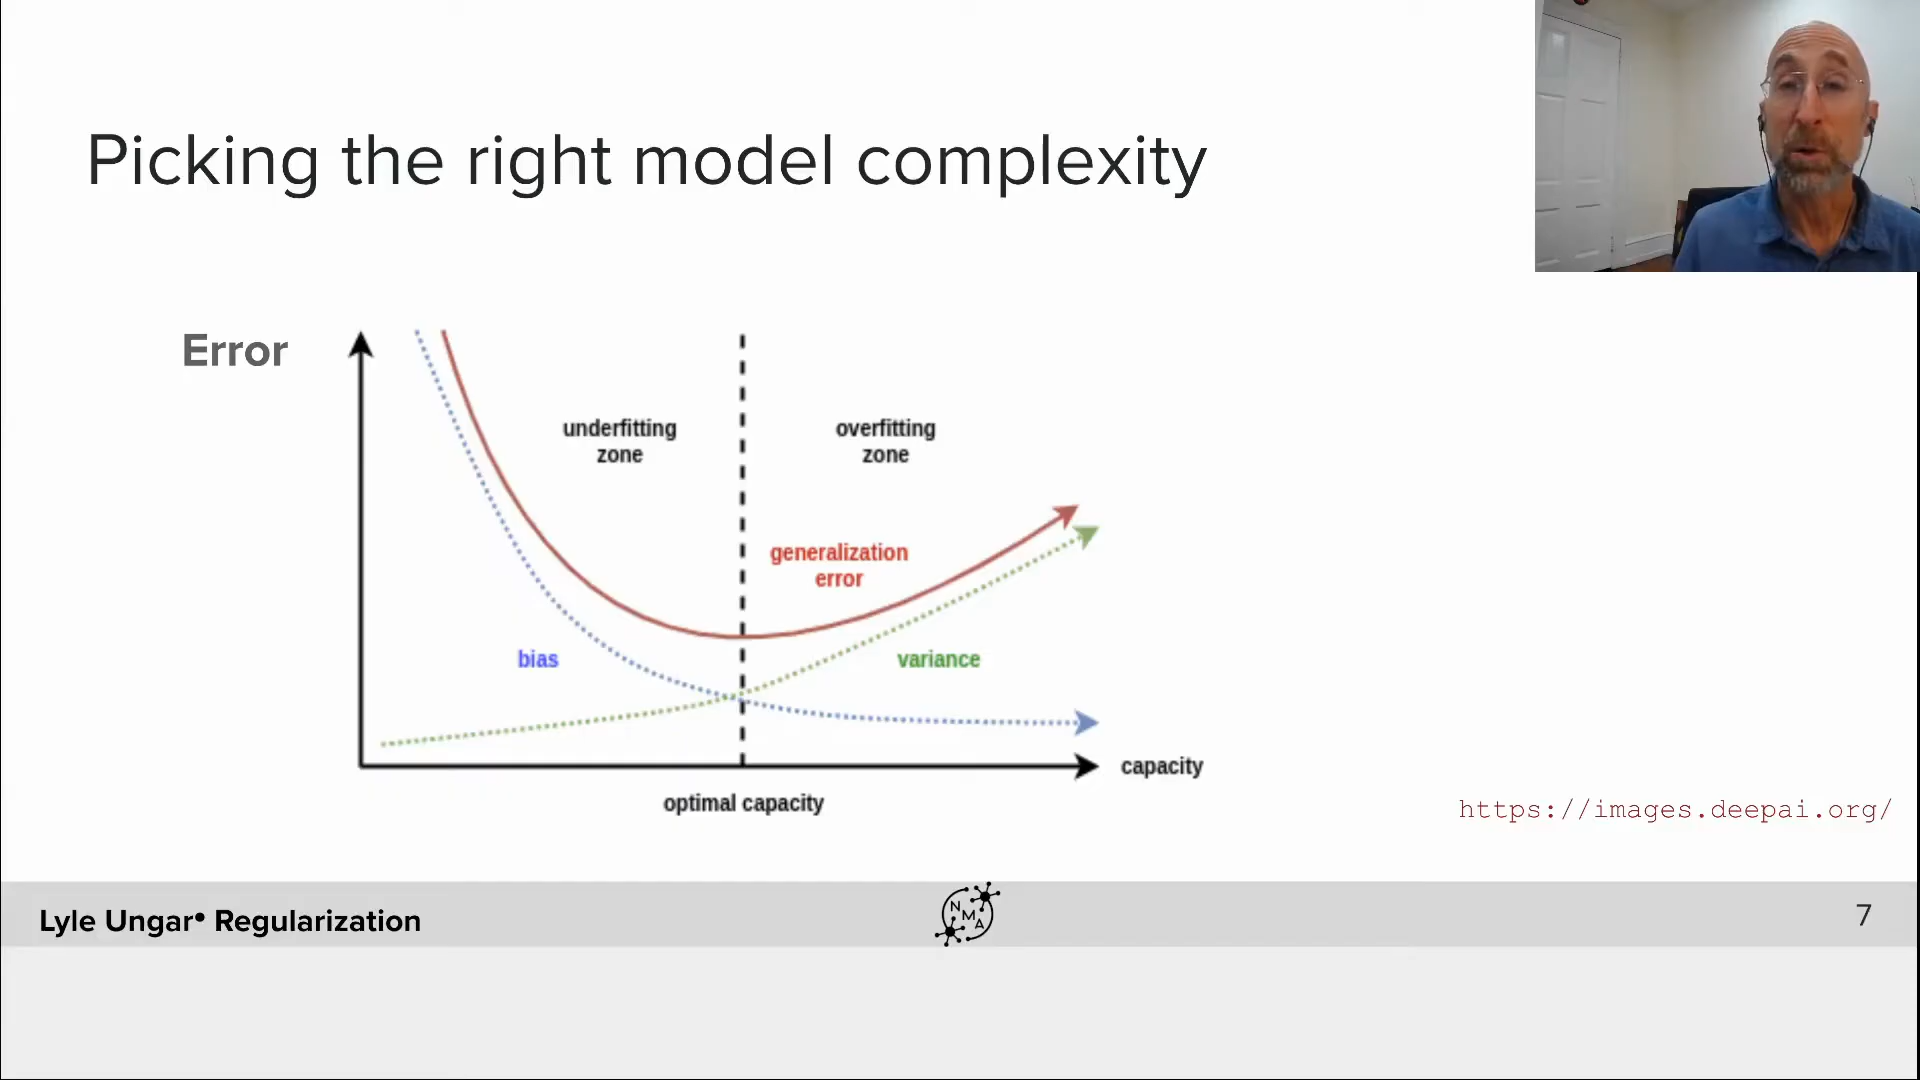 Picking the right model complexity
Error
underfitting
zone
overfitting
zone
generalization
error
bias
variance
capacity
optimal capacity
https://images.deepai.org/
Lyle Ungar• Regularization
N
M
A
7